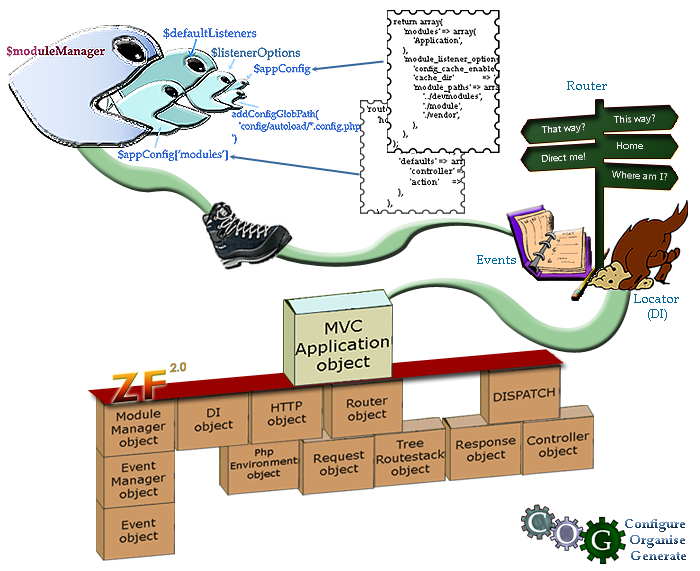 $moduleManager
$defaultListeners
$listenerOptions
$appConfig
addConfigGlobPath(
'config/autoload/*.config.php
')
$appConfig['modules']
return array(
'modules' => array(
'Application',
),
'module_listener_options
'config_cache_enable
'cache_dir' =>
'module_paths' => arra
'../devmodules',
'./module',
'./vendor',
),
),
);
'route
'defaults' => arr
'controller' =>
'action' =>
),
),
Router
That way?
This way?
Direct me!
Home
Where am I?
Events
Locator
(DI)
MVC
Application
object
ZF 2.0
Module
Manager
object
DI
object
HTTP
object
Router
object
DISPATCH
Event
Manager
object
Php
Environment
object
Request
object
Tree
Routestack
object
Response
object
Controller
object
Event
object
COG
Configure
Organise
Generate